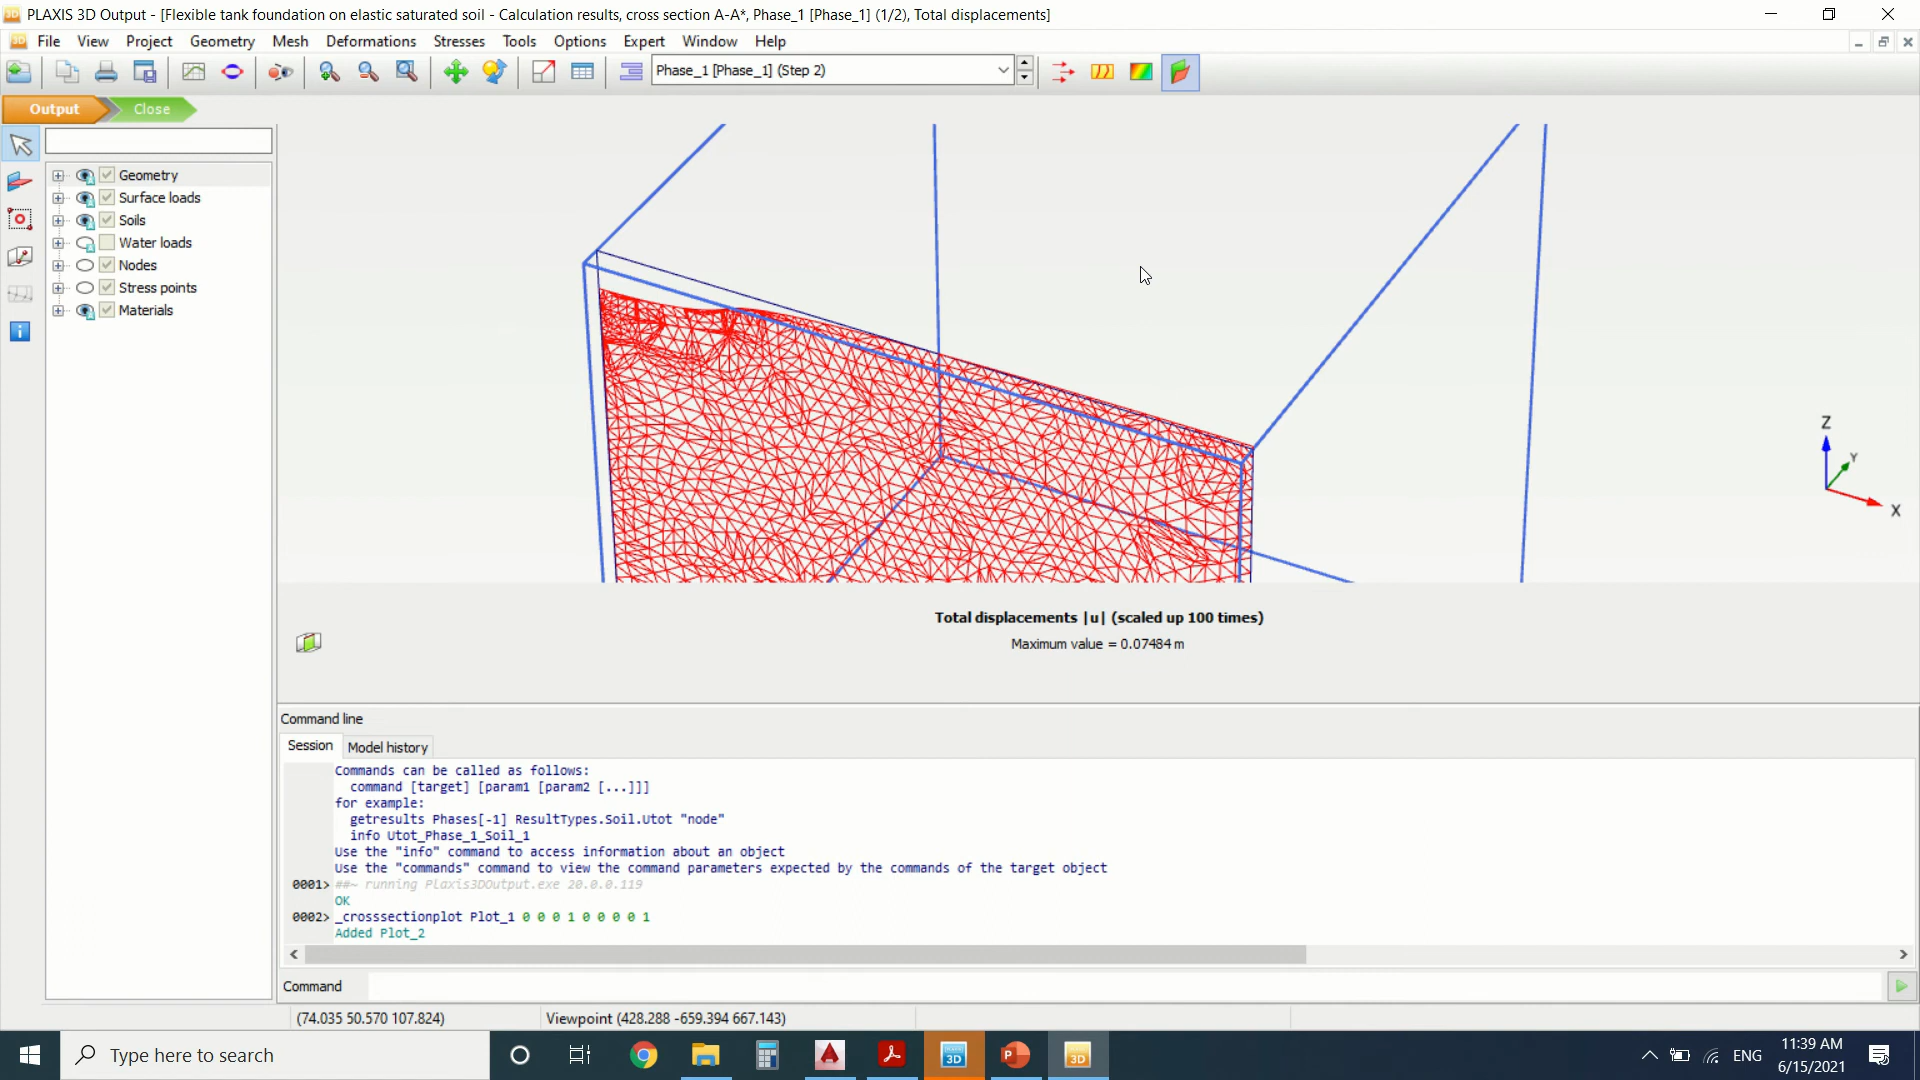 PLAXIS 3D Output - [Flexible tank foundation on elastic saturated soil - Calculation results, cross section A-A*, Phase_1 [Phase_1] (1/2), Total displacements]
File View Project Geometry Mesh Deformations Stresses Tools Options Expert Window Help
Phase_1 [Phase_1] (Step 2)
Output Close
Geometry
Surface loads
Soils
Water loads
Nodes
Stress points
Materials
Z
Y
X
Total displacements |u| (scaled up 100 times)
Maximum value = 0.07484 m
Command line
Session Model history
Commands can be called as follows:
command [target] [param1 [param2 [...]]]
for example:
getresults Phases[-1] ResultTypes.Soil.Utot "node"
info Utot_Phase_1_Soil_1
Use the "info" command to access information about an object
Use the "commands" command to view the command parameters expected by the commands of the target object
0001> ##~ running Plaxis3DOutput.exe 20.0.0.119
OK
0002> _crosssectionplot Plot_1 0 0 0 1 0 0 0 0 1
Added Plot_2
Command
(74.035 50.570 107.824) Viewpoint (428.288 -659.394 667.143)
Type here to search
3D
3D
ENG
11:39 AM
6/15/2021